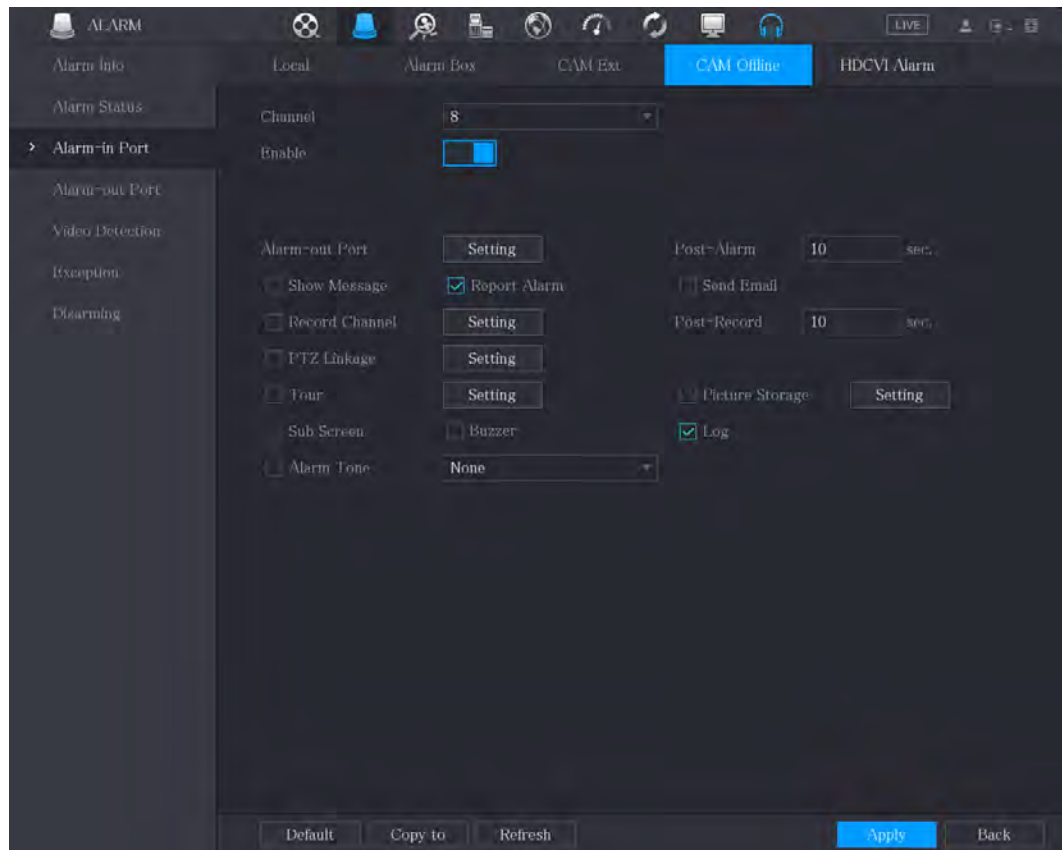 ALARM
LIVE
Alarm Info
Local
Alarm Box
CAM Ext
CAM Offline
HDCVI Alarm
Alarm Status
Alarm-in Port
Alarm-out Port
Video Detection
Exception
Disarming
Channel 8
Enable
Alarm-out Port Setting Post-Alarm 10 sec.
Show Message Report Alarm Send Email
Record Channel Setting Post-Record 10 sec.
PTZ Linkage Setting
Tour Setting Picture Storage Setting
Sub Screen Buzzer Log
Alarm Tone None
Default Copy to Refresh Apply Back